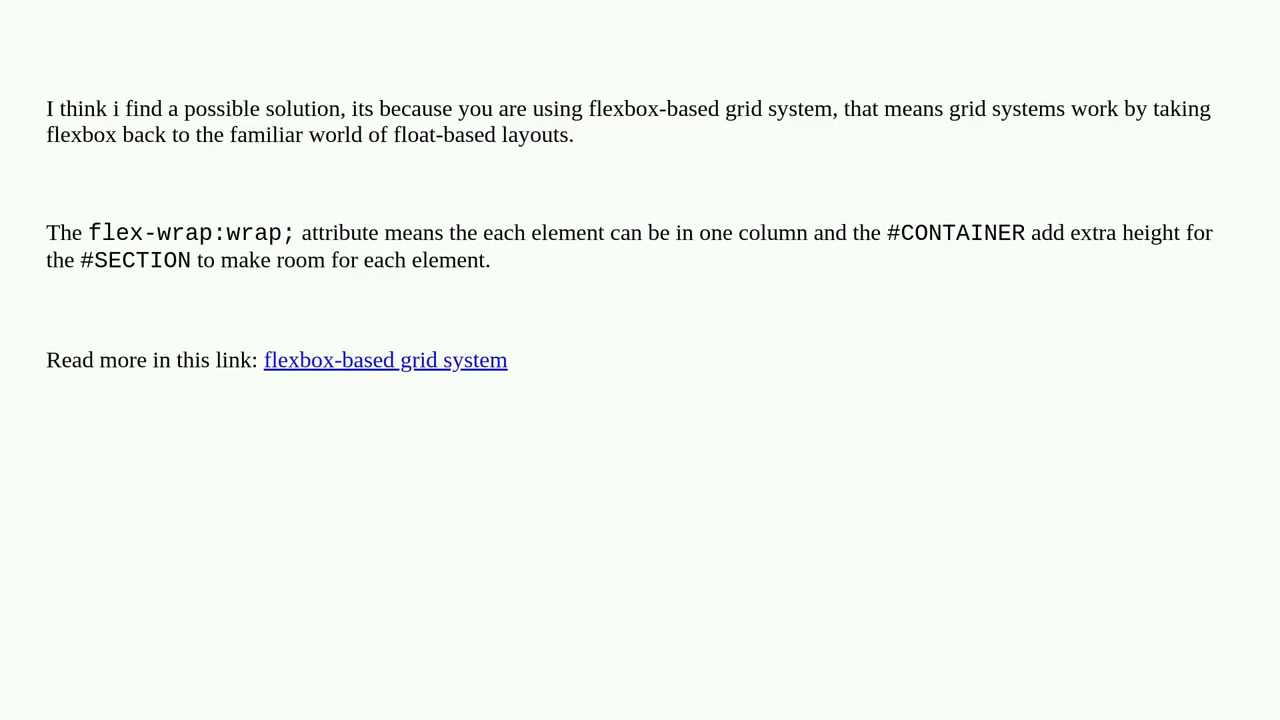 I think i find a possible solution, its because you are using flexbox-based grid system, that means grid systems work by taking
flexbox back to the familiar world of float-based layouts.
The flex-wrap:wrap; attribute means the each element can be in one column and the #CONTAINER add extra height for
the #SECTION to make room for each element.
Read more in this link: flexbox-based grid system